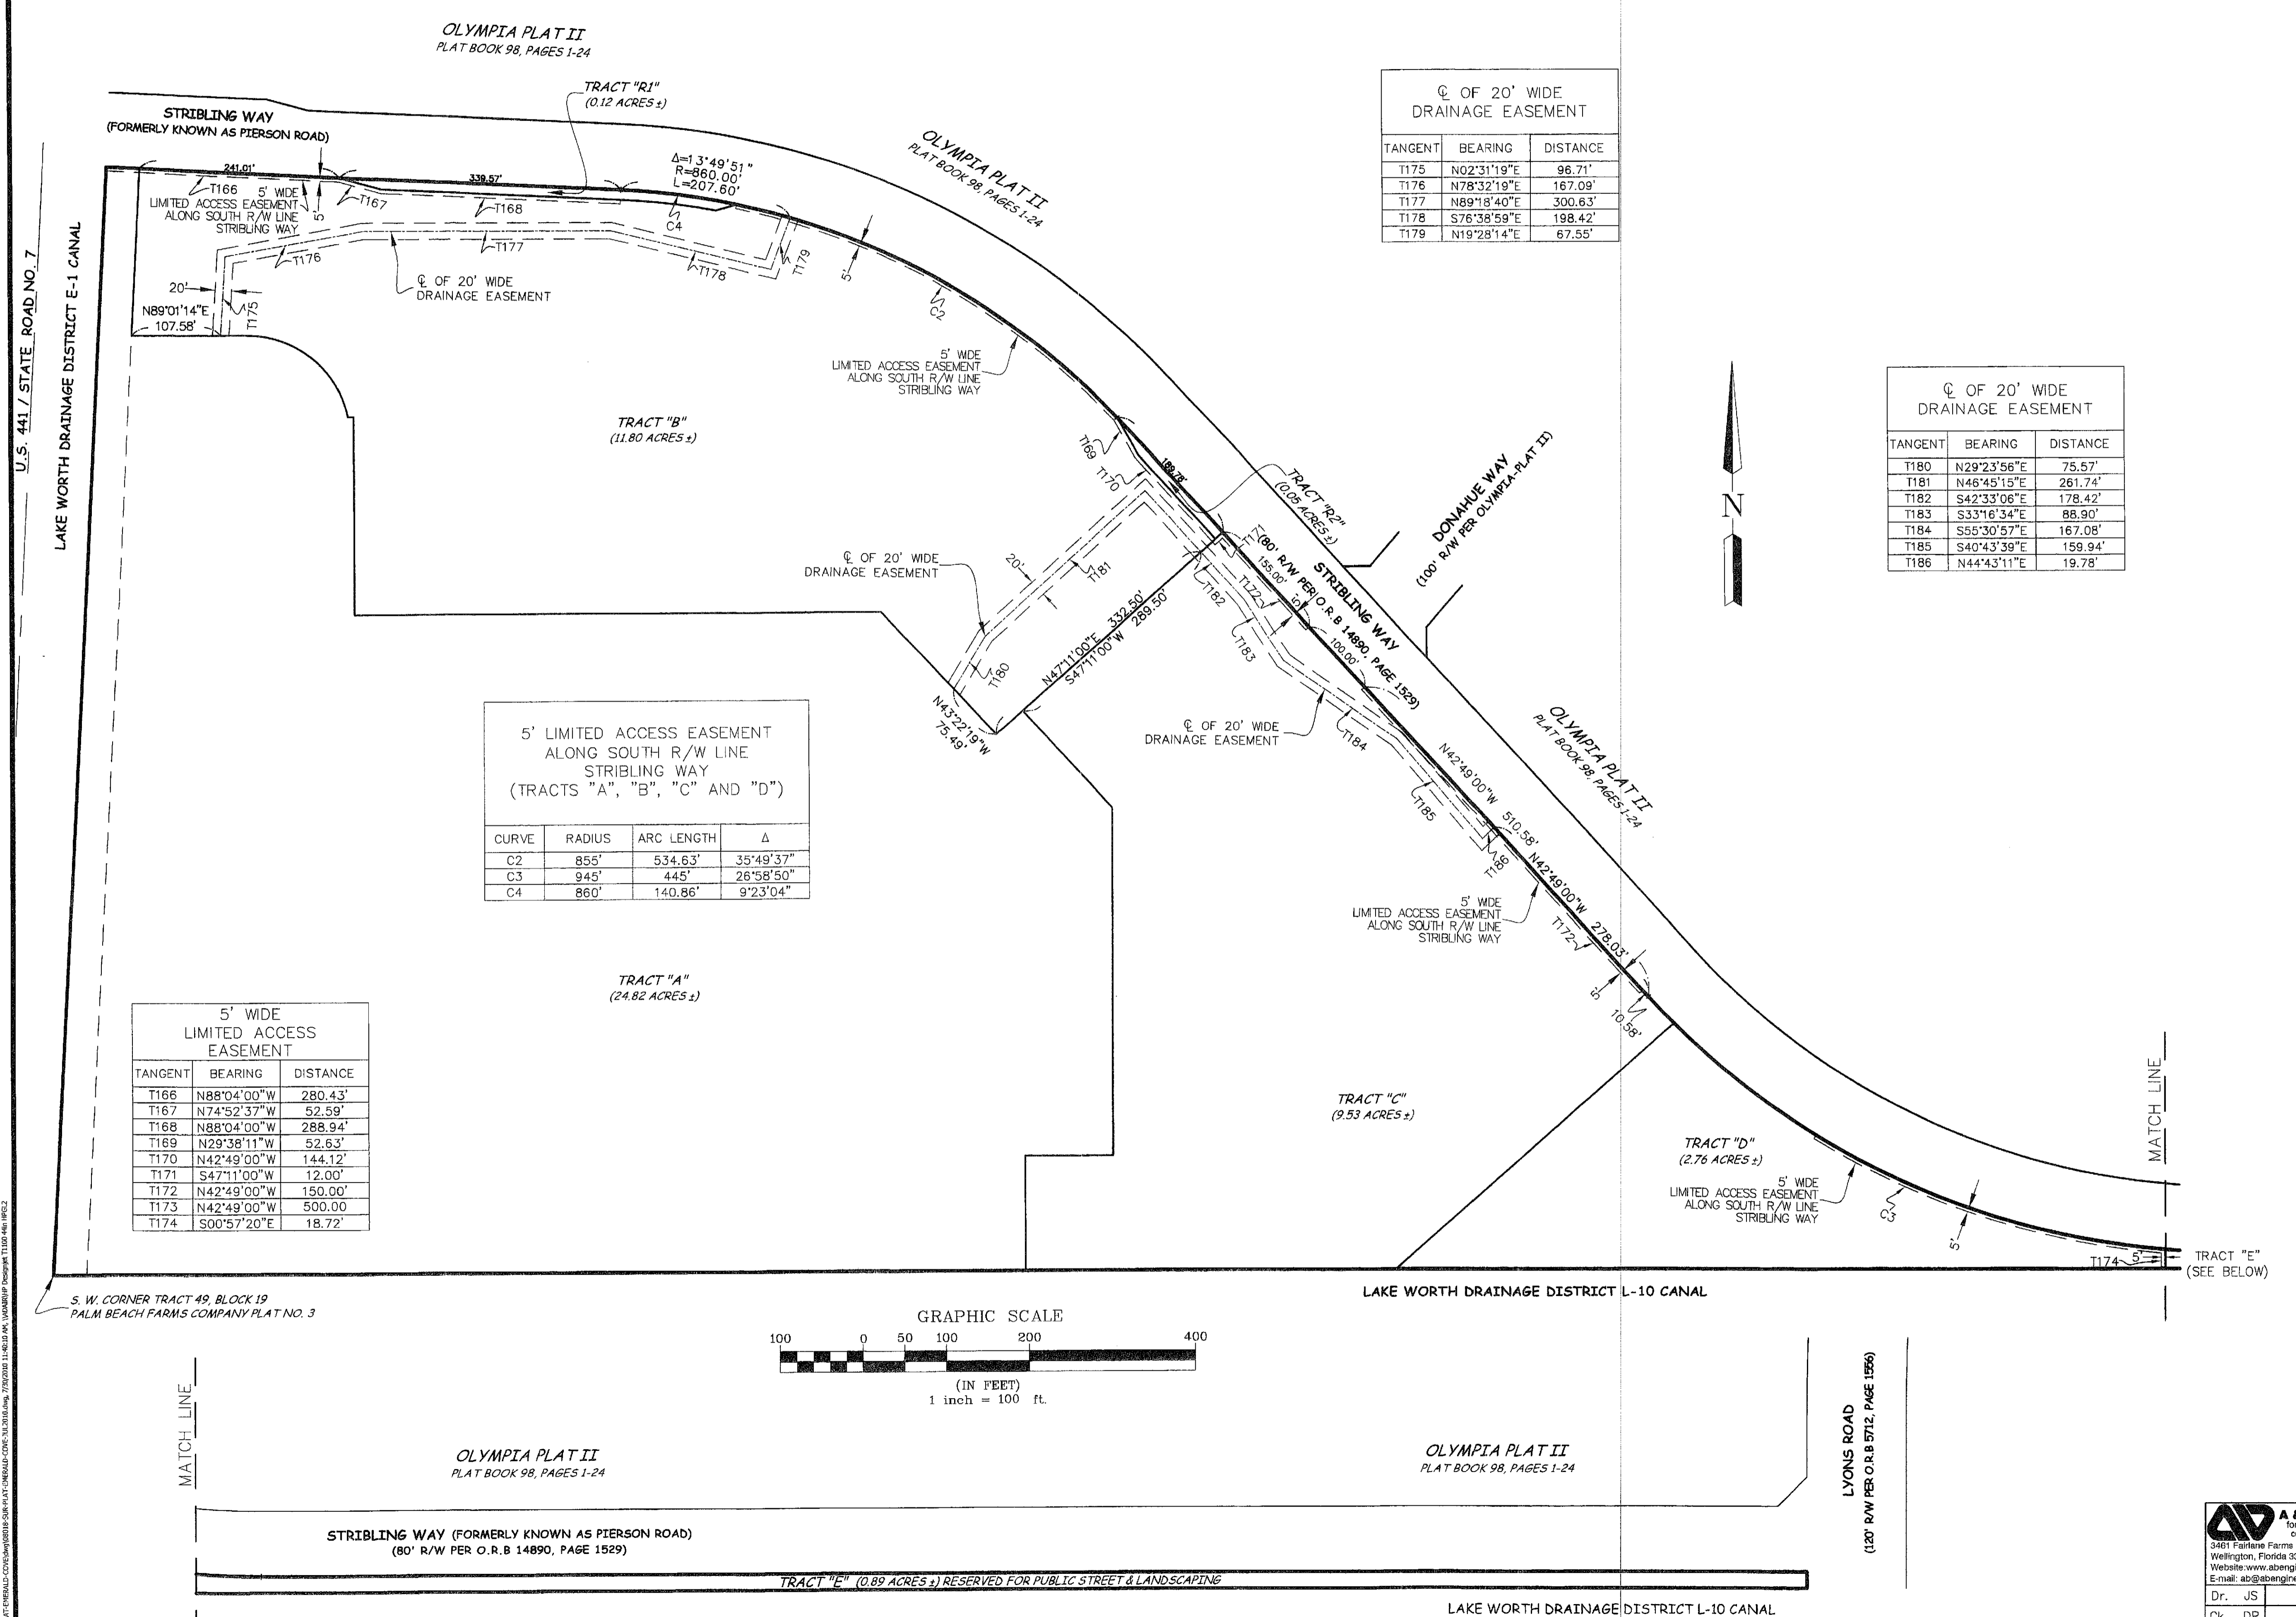 OLYMPIA PLAT II
PLAT BOOK 98, PAGES 1-24
TRACT "R1"
(0.12 ACRES ±)
STRIBLING WAY
(FORMERLY KNOWN AS PIERSON ROAD)
241.01'
339.57'
Δ=13°49'51"
R=860.00'
L=207.60'
OLYMPIA PLAT II
PLAT BOOK 98, PAGES 1-24
T166
5' WIDE
LIMITED ACCESS EASEMENT
ALONG SOUTH R/W LINE
STRIBLING WAY
5'
T167
T168
C4
T176
T177
T178
T179
5'
20'
N89°01'14"E
107.58'
T175
℄ OF 20' WIDE
DRAINAGE EASEMENT
C2
5' WIDE
LIMITED ACCESS EASEMENT
ALONG SOUTH R/W LINE
STRIBLING WAY
U.S. 441 / STATE ROAD NO. 7
LAKE WORTH DRAINAGE DISTRICT E-1 CANAL
TRACT "B"
(11.80 ACRES ±)
℄ OF 20' WIDE
DRAINAGE EASEMENT
TANGENT BEARING DISTANCE
T175 N02°31'19"E 96.71'
T176 N78°32'19"E 167.09'
T177 N89°18'40"E 300.63'
T178 S76°38'59"E 198.42'
T179 N19°28'14"E 67.55'
℄ OF 20' WIDE
DRAINAGE EASEMENT
TANGENT BEARING DISTANCE
T180 N29°23'56"E 75.57'
T181 N46°45'15"E 261.74'
T182 S42°33'06"E 178.42'
T183 S33°16'34"E 88.90'
T184 S55°30'57"E 167.08'
T185 S40°43'39"E 159.94'
T186 N44°43'11"E 19.78'
N
T169
T170
189.78'
TRACT "R2"
(0.05 ACRES ±)
DONAHUE WAY
(100' R/W PER OLYMPIA-PLAT II)
℄ OF 20' WIDE
DRAINAGE EASEMENT
20'
T181
T180
T182
T172
155.00'
STRIBLING WAY
(80' R/W PER O.R.B 14890, PAGE 1529)
5'
100.00'
T183
N47°11'00"E 332.50'
S47°11'00"W 289.50'
N43°22'19"W
75.49'
℄ OF 20' WIDE
DRAINAGE EASEMENT
T184
T185
N42°49'00"W 510.58'
T186
N42°49'00"W 278.03'
OLYMPIA PLAT II
PLAT BOOK 98, PAGES 1-24
5' WIDE
LIMITED ACCESS EASEMENT
ALONG SOUTH R/W LINE
STRIBLING WAY
T172
5'
10.58'
5' LIMITED ACCESS EASEMENT
ALONG SOUTH R/W LINE
STRIBLING WAY
(TRACTS "A", "B", "C" AND "D")
CURVE RADIUS ARC LENGTH Δ
C2 855' 534.63' 35°49'37"
C3 945' 445' 26°58'50"
C4 860' 140.86' 9°23'04"
TRACT "A"
(24.82 ACRES ±)
5' WIDE
LIMITED ACCESS
EASEMENT
TANGENT BEARING DISTANCE
T166 N88°04'00"W 280.43'
T167 N74°52'37"W 52.59'
T168 N88°04'00"W 288.94'
T169 N29°38'11"W 52.63'
T170 N42°49'00"W 144.12'
T171 S47°11'00"W 12.00'
T172 N42°49'00"W 150.00'
T173 N42°49'00"W 500.00
T174 S00°57'20"E 18.72'
TRACT "C"
(9.53 ACRES ±)
TRACT "D"
(2.76 ACRES ±)
5' WIDE
LIMITED ACCESS EASEMENT
ALONG SOUTH R/W LINE
STRIBLING WAY
C3
5'
MATCH LINE
T174
5'
TRACT "E"
(SEE BELOW)
S. W. CORNER TRACT 49, BLOCK 19
PALM BEACH FARMS COMPANY PLAT NO. 3
LAKE WORTH DRAINAGE DISTRICT L-10 CANAL
GRAPHIC SCALE
100 0 50 100 200 400
(IN FEET)
1 inch = 100 ft.
MATCH LINE
OLYMPIA PLAT II
PLAT BOOK 98, PAGES 1-24
OLYMPIA PLAT II
PLAT BOOK 98, PAGES 1-24
LYONS ROAD
(120' R/W PER O.R.B 5712, PAGE 1556)
STRIBLING WAY (FORMERLY KNOWN AS PIERSON ROAD)
(80' R/W PER O.R.B 14890, PAGE 1529)
TRACT "E" (0.89 ACRES ±) RESERVED FOR PUBLIC STREET & LANDSCAPING
LAKE WORTH DRAINAGE DISTRICT L-10 CANAL
3461 Fairlane Farms
Wellington, Florida
Website:www.abengi
E-mail: ab@abengine
Dr. JS